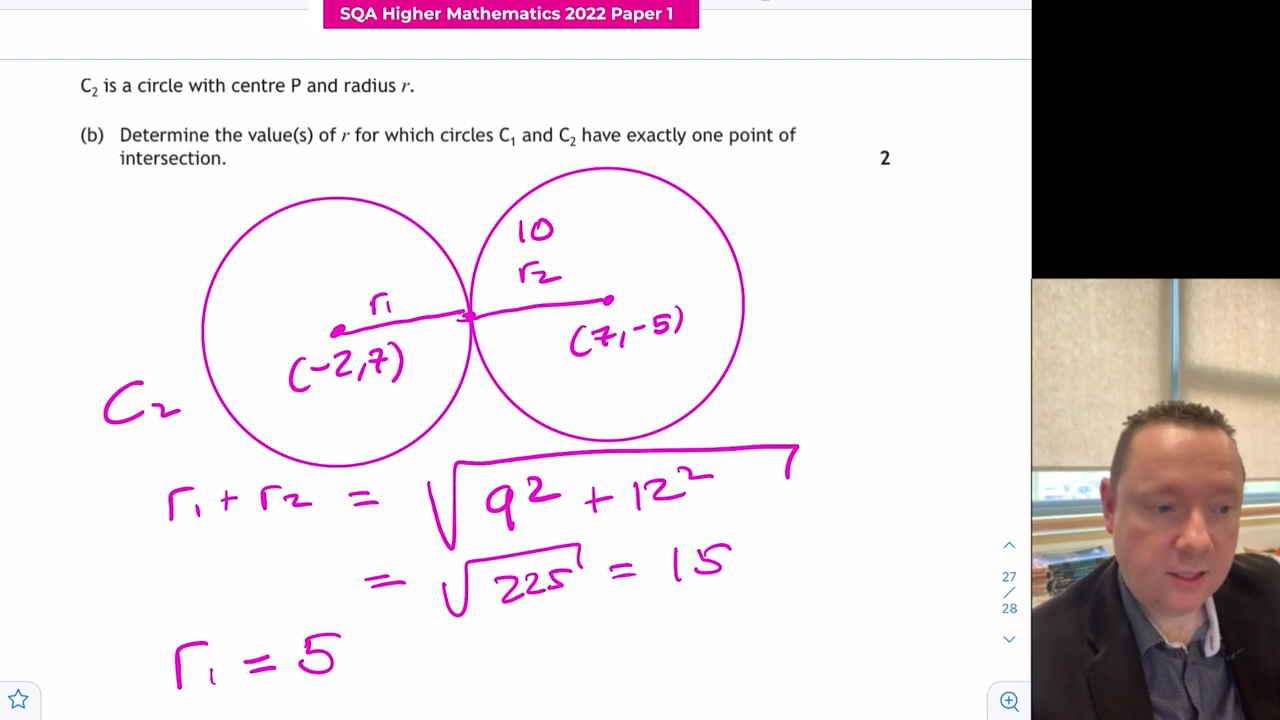 SQA Higher Mathematics 2022 Paper 1
C₂ is a circle with centre P and radius r.
(b) Determine the value(s) of r for which circles C₁ and C₂ have exactly one point of
intersection.
2
10
r₂
r₁
(7,-5)
(-2,7)
C₂
r₁ + r₂ = √(9² + 12²)
= √225 = 15
r₁ = 5
27
/
28